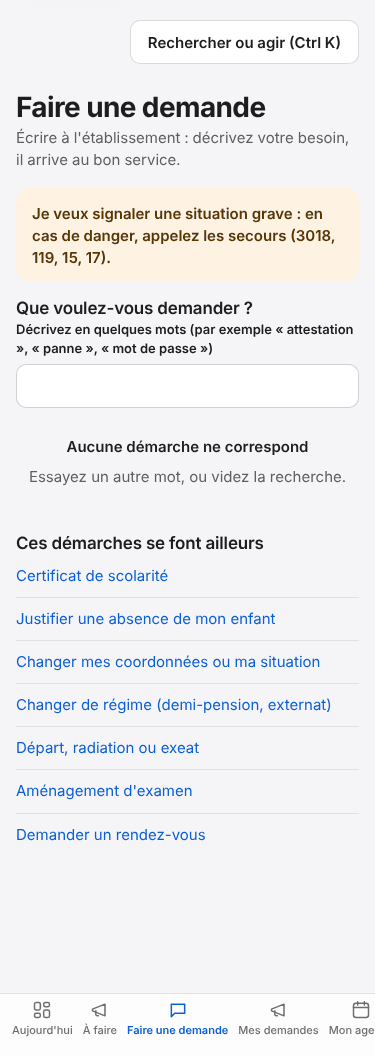 Rechercher ou agir (Ctrl K)
Faire une demande
Écrire à l'établissement : décrivez votre besoin,
il arrive au bon service.
Je veux signaler une situation grave : en
cas de danger, appelez les secours (3018,
119, 15, 17).
Que voulez-vous demander ?
Décrivez en quelques mots (par exemple « attestation
», « panne », « mot de passe »)
Aucune démarche ne correspond
Essayez un autre mot, ou videz la recherche.
Ces démarches se font ailleurs
Certificat de scolarité
Justifier une absence de mon enfant
Changer mes coordonnées ou ma situation
Changer de régime (demi-pension, externat)
Départ, radiation ou exeat
Aménagement d'examen
Demander un rendez-vous
Aujourd'hui À faire Faire une demande Mes demandes Mon age